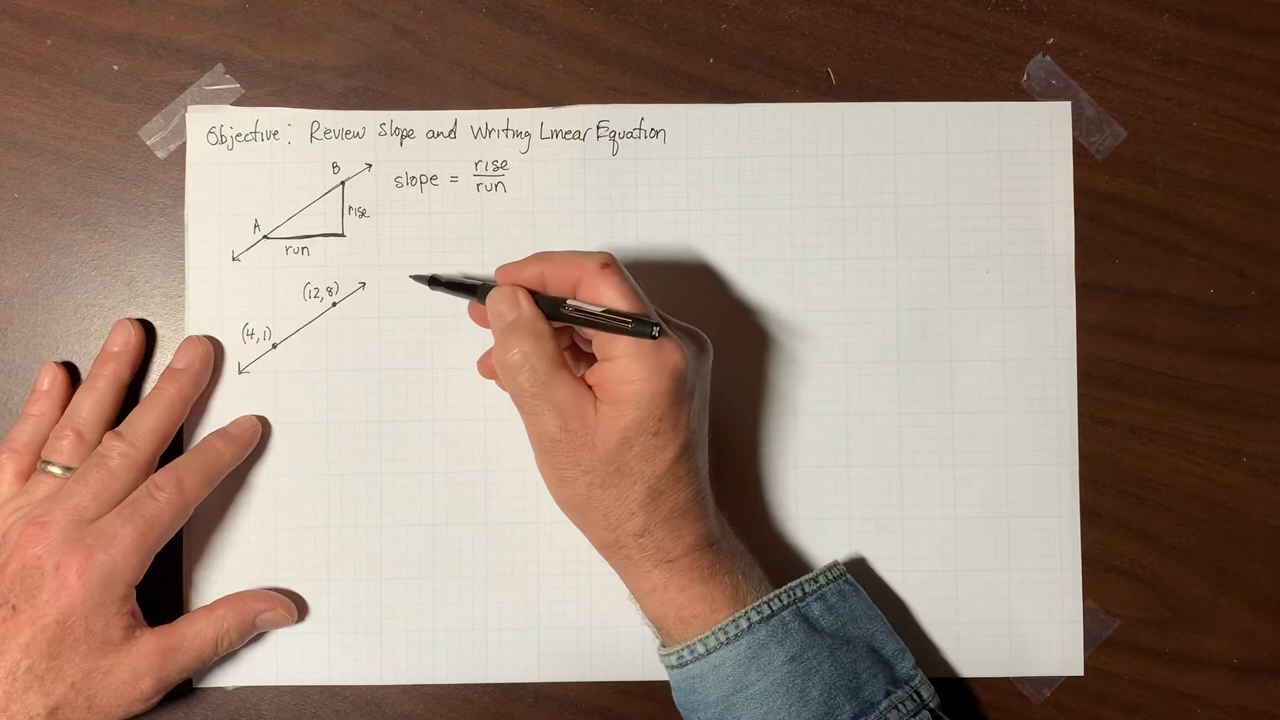 Objective: Review Slope and Writing Linear Equation
B
slope = rise
run
A
rise
run
(12,8)
(4,1)